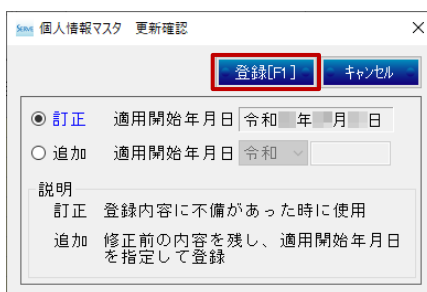 個人情報マスタ 更新確認
登録[F1] キャンセル
訂正 適用開始年月日 令和 年 月 日
追加 適用開始年月日 令和
説明
訂正 登録内容に不備があった時に使用
追加 修正前の内容を残し、適用開始年月日
を指定して登録